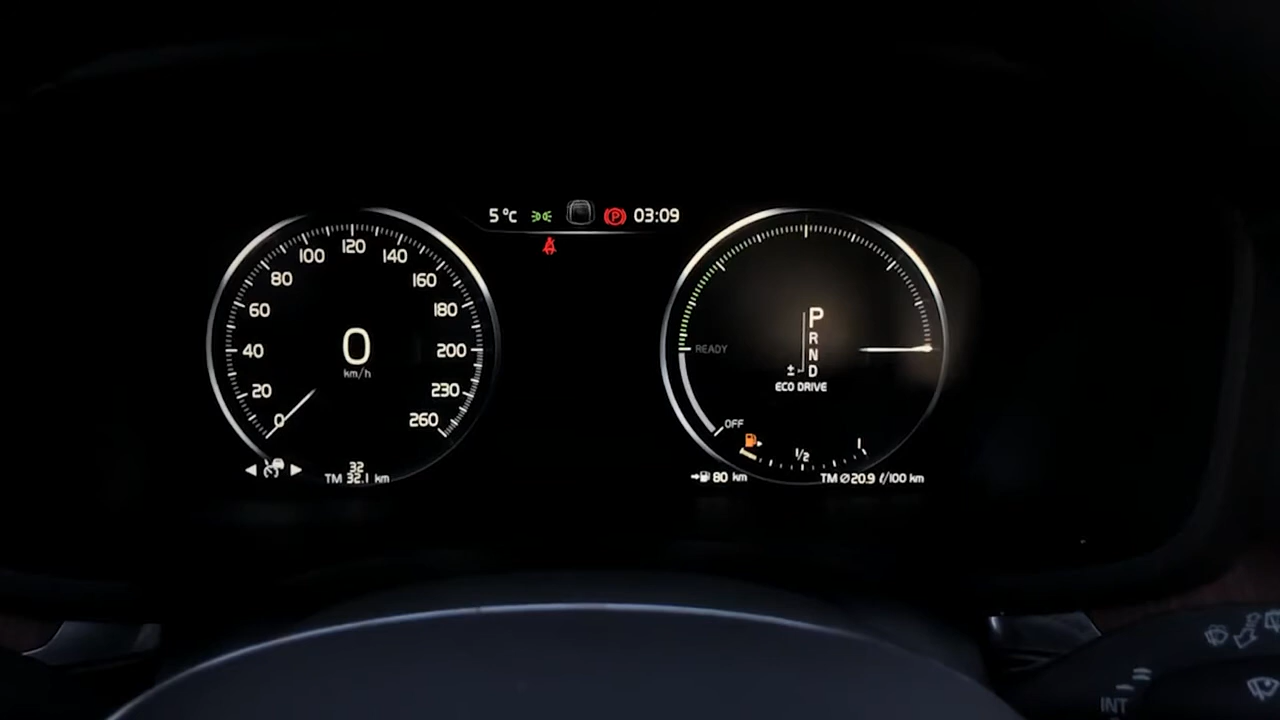 5 °C P 03:09
0 20 40 60 80 100 120 140 160 180 200 230 260
0
km/h
32
TM 32.1 km
READY
OFF
P
R
N
± D
ECO DRIVE
1/2
1
80 km
TM ∅20.9 ℓ/100 km
INT